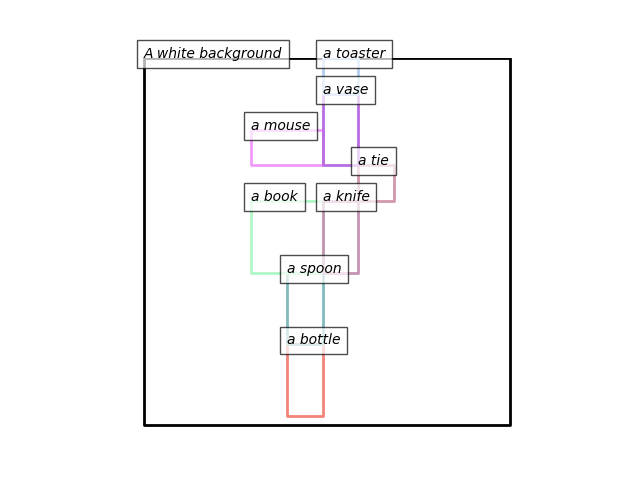 A white background
a toaster
a vase
a mouse
a tie
a book
a knife
a spoon
a bottle